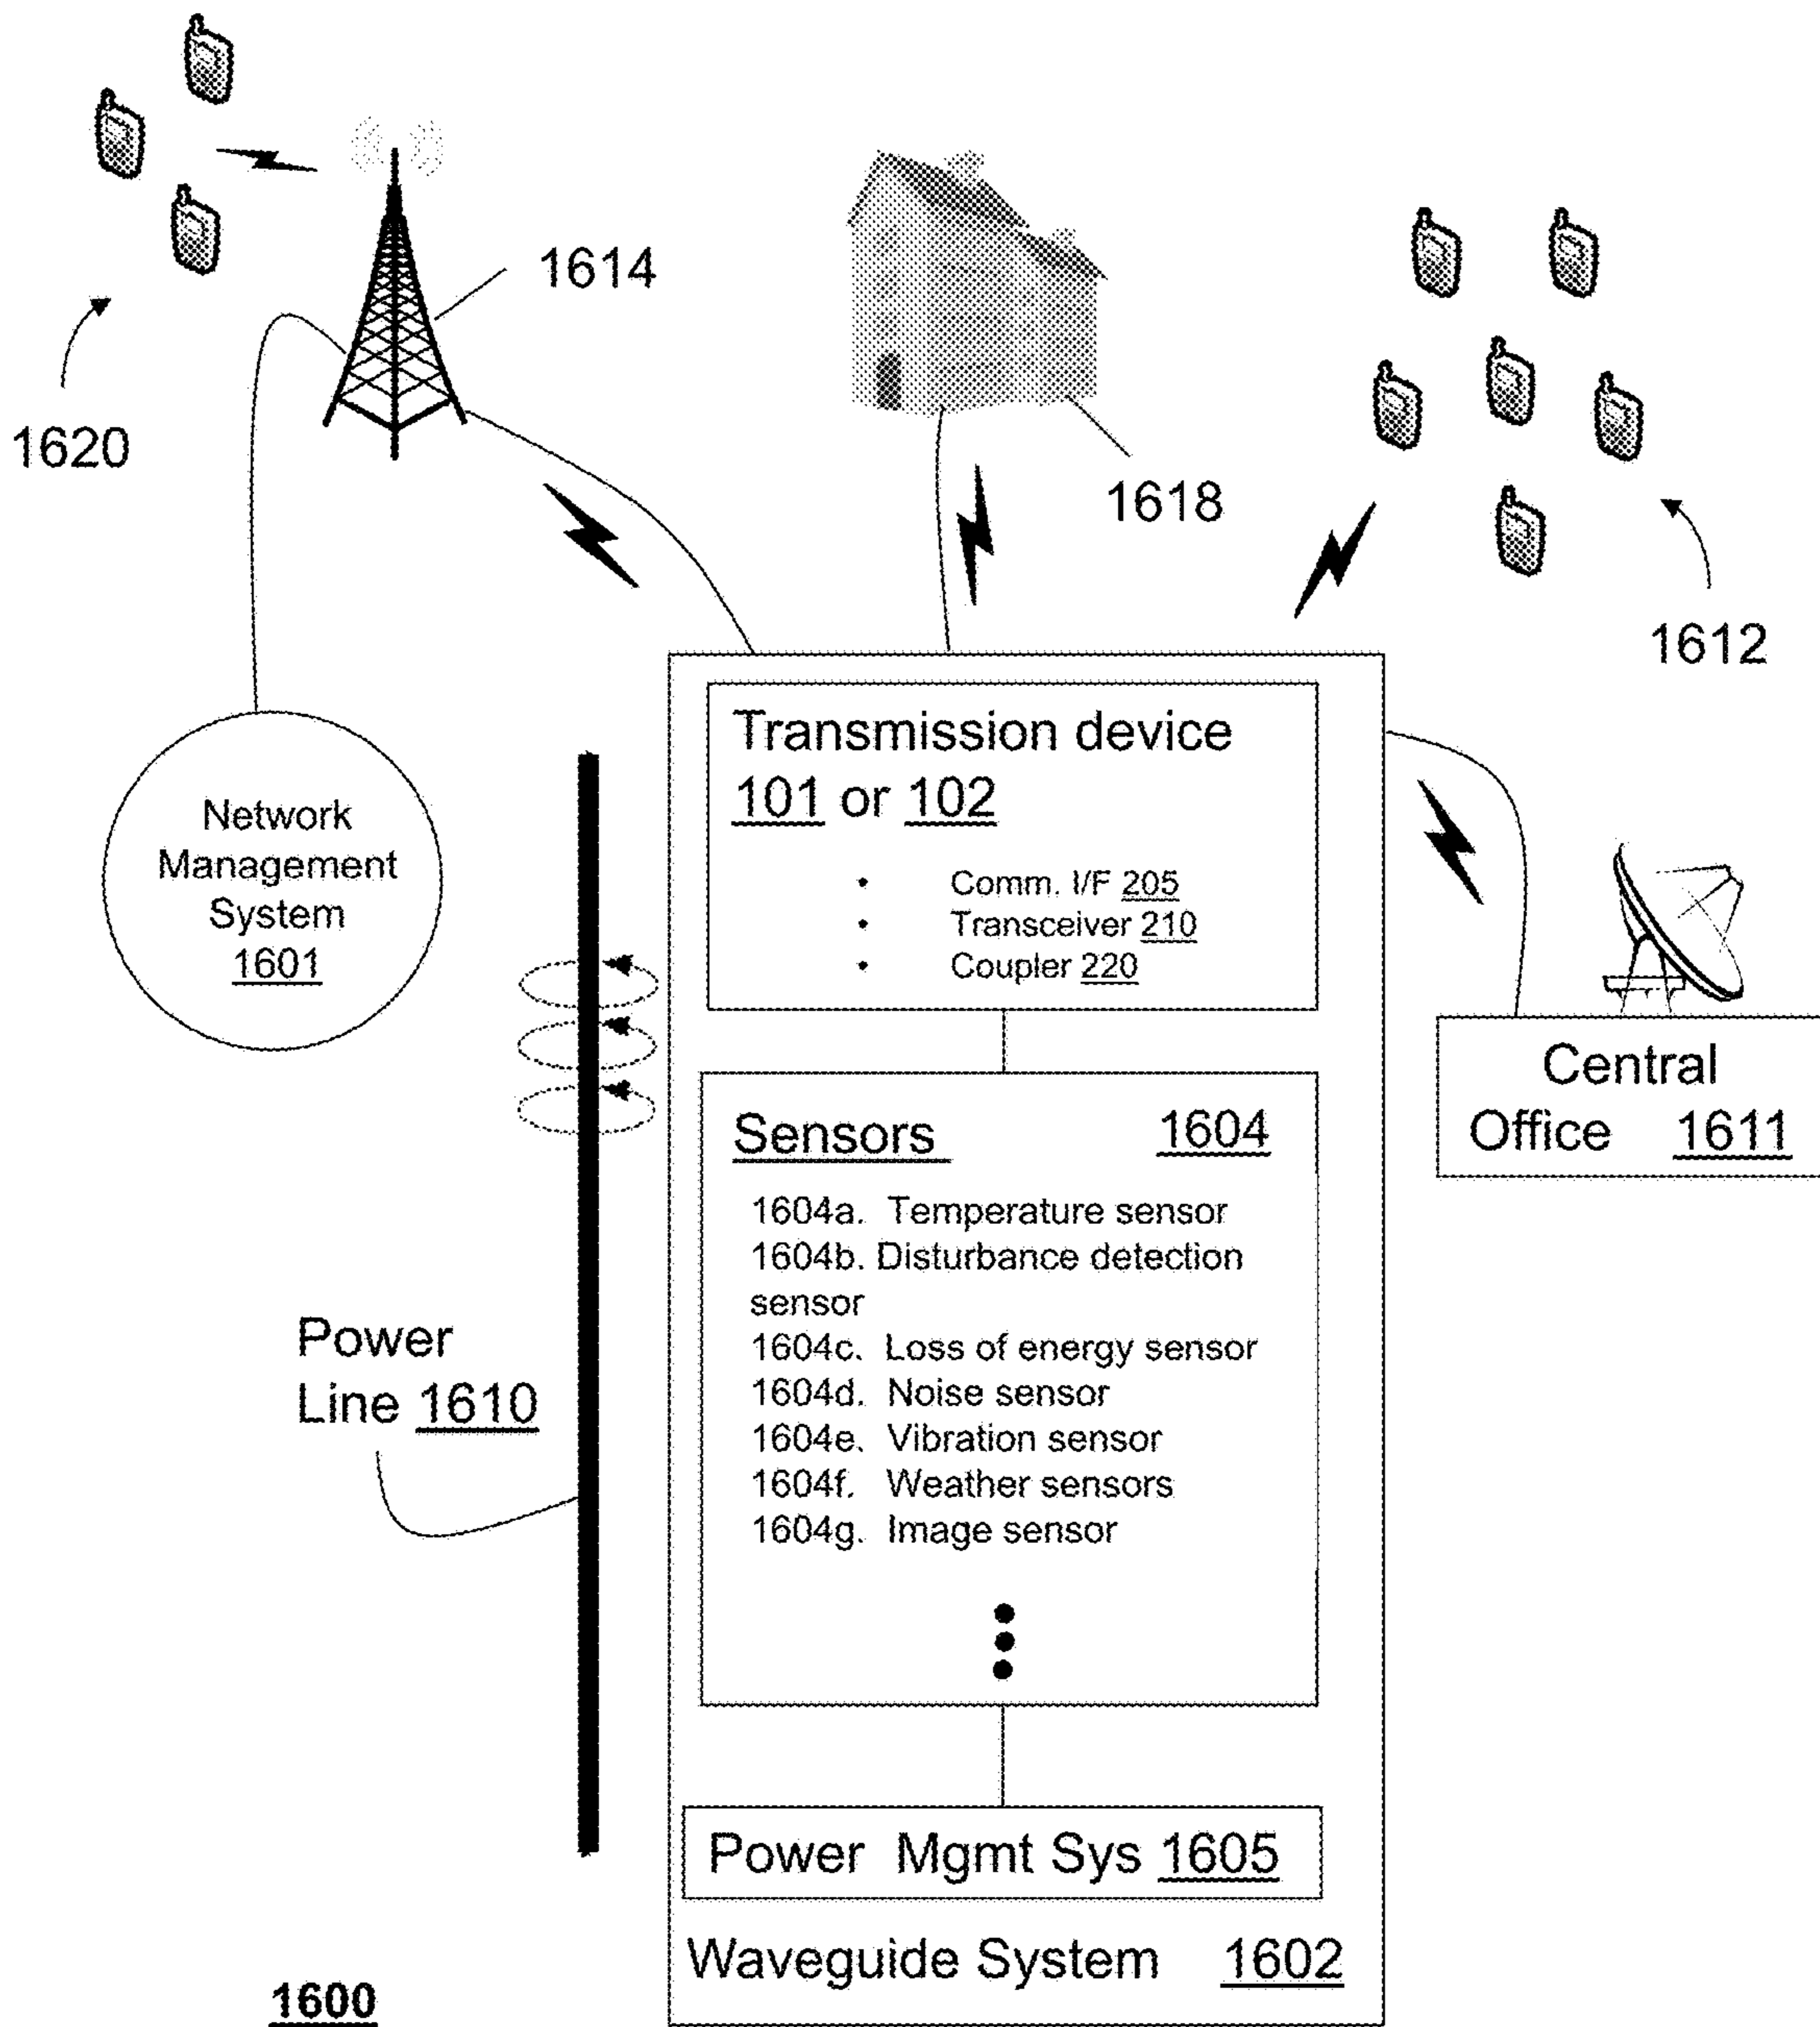 1614
1620
1618
1612
Network
Management
System
1601
Transmission device
101 or 102
• Comm. I/F 205
• Transceiver 210
• Coupler 220
Central
Office 1611
Sensors 1604
1604a. Temperature sensor
1604b. Disturbance detection
sensor
1604c. Loss of energy sensor
1604d. Noise sensor
1604e. Vibration sensor
1604f. Weather sensors
1604g. Image sensor
Power
Line 1610
Power Mgmt Sys 1605
Waveguide System 1602
1600